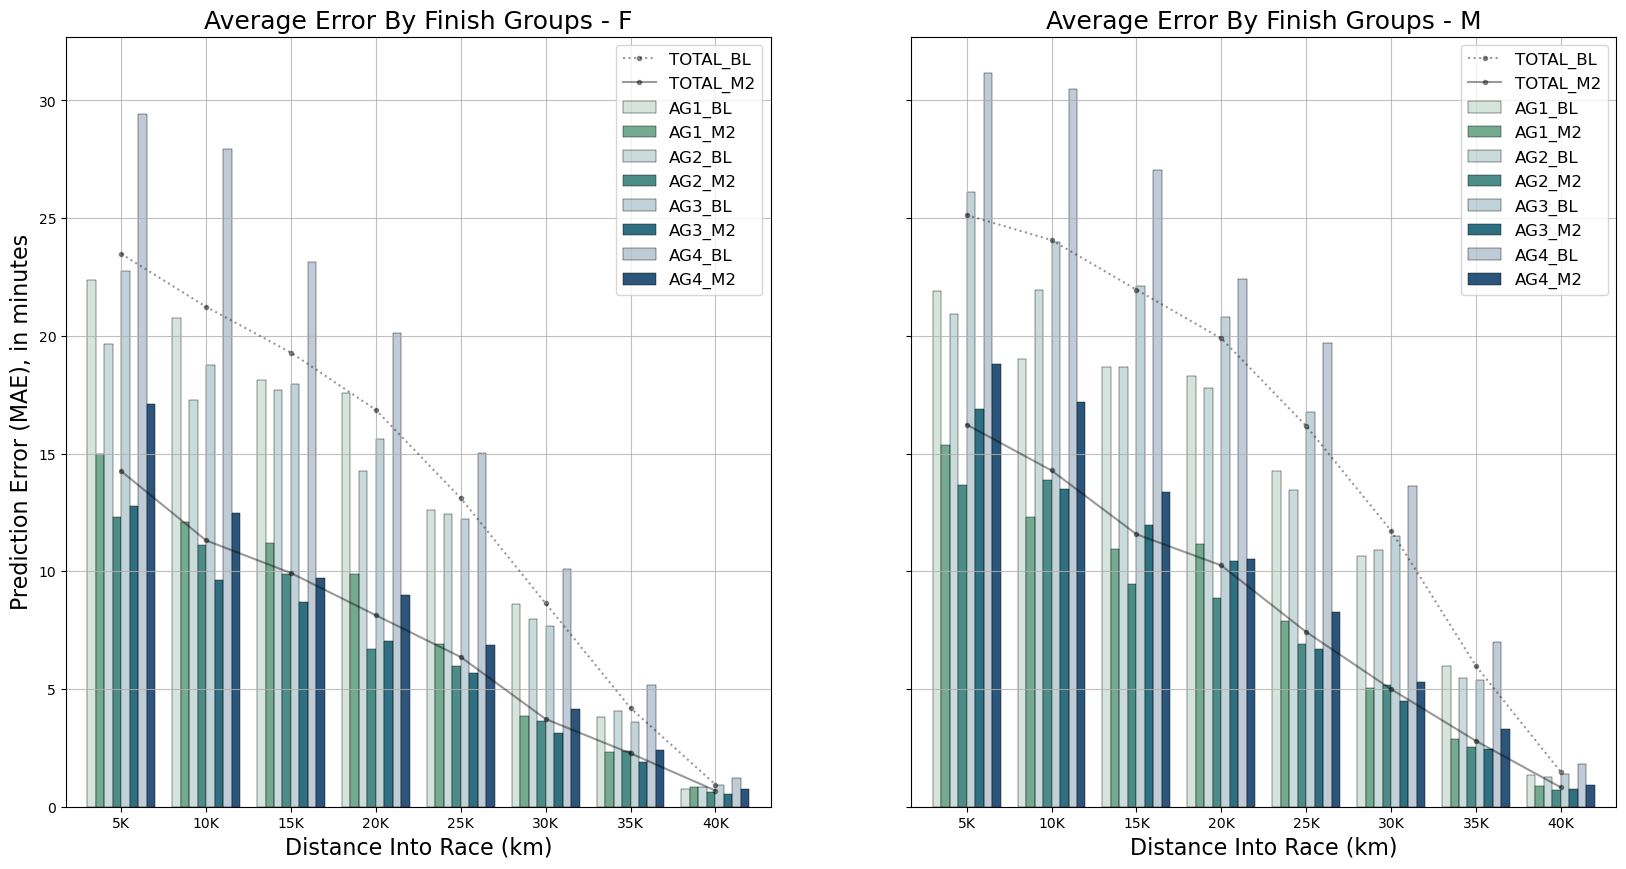 Average Error By Finish Groups - F
Prediction Error (MAE), in minutes
30
25
20
15
10
5
0
TOTAL_BL
TOTAL_M2
AG1_BL
AG1_M2
AG2_BL
AG2_M2
AG3_BL
AG3_M2
AG4_BL
AG4_M2
5K 10K 15K 20K 25K 30K 35K 40K
Distance Into Race (km)
Average Error By Finish Groups - M
TOTAL_BL
TOTAL_M2
AG1_BL
AG1_M2
AG2_BL
AG2_M2
AG3_BL
AG3_M2
AG4_BL
AG4_M2
5K 10K 15K 20K 25K 30K 35K 40K
Distance Into Race (km)